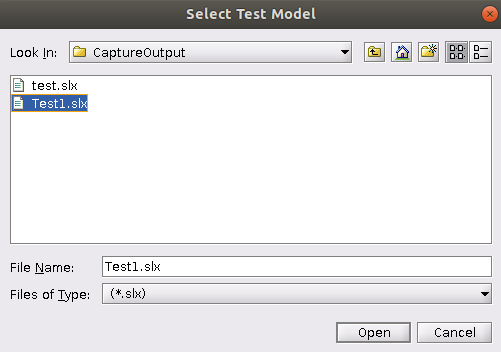 Select Test Model
Look In: CaptureOutput
test.slx
Test1.slx
File Name: Test1.slx
Files of Type: (*.slx)
Open Cancel